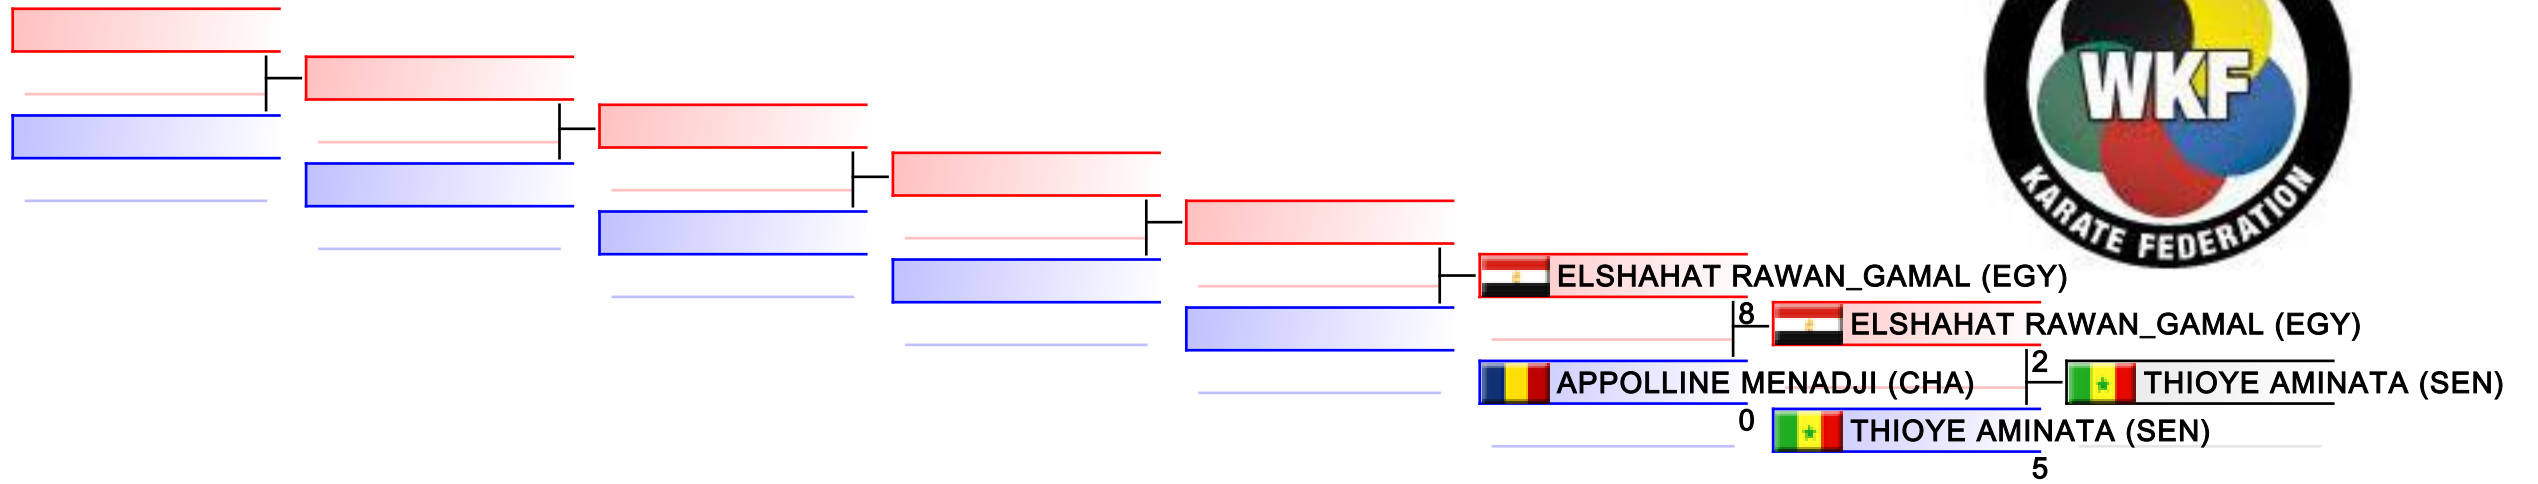 WKF
KARATE FEDERATION
ELSHAHAT RAWAN_GAMAL (EGY)
8
ELSHAHAT RAWAN_GAMAL (EGY)
2
APPOLLINE MENADJI (CHA)
THIOYE AMINATA (SEN)
0
THIOYE AMINATA (SEN)
5